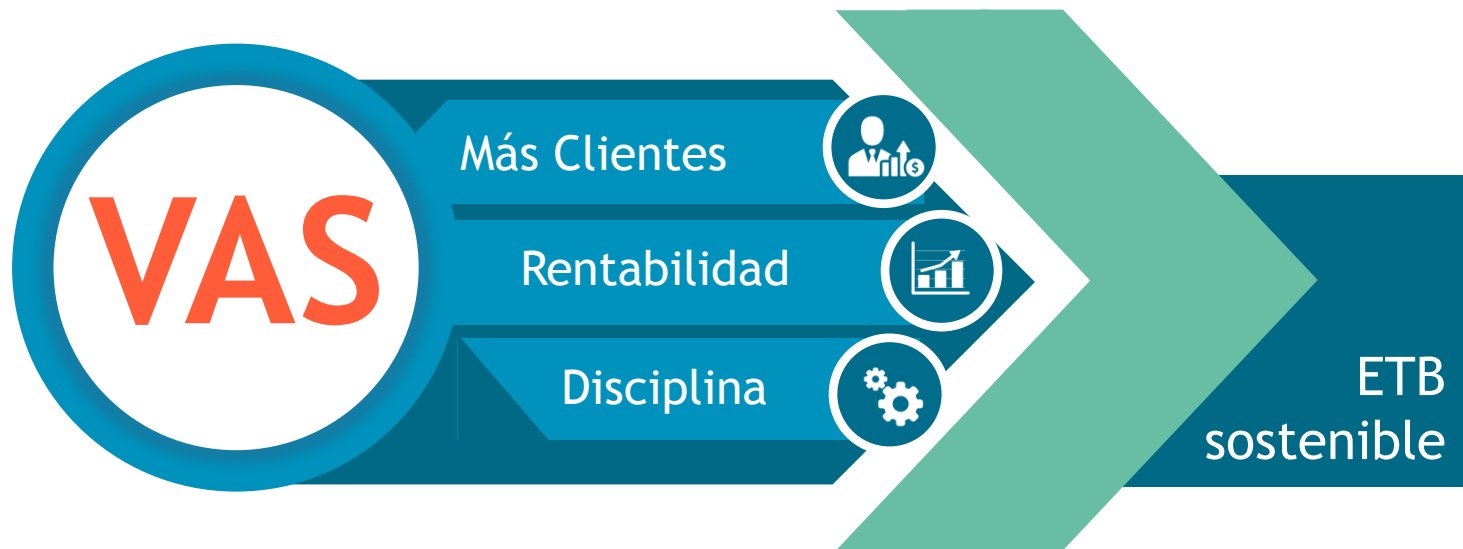 VAS
Más Clientes
Rentabilidad
Disciplina
$
ETB
sostenible